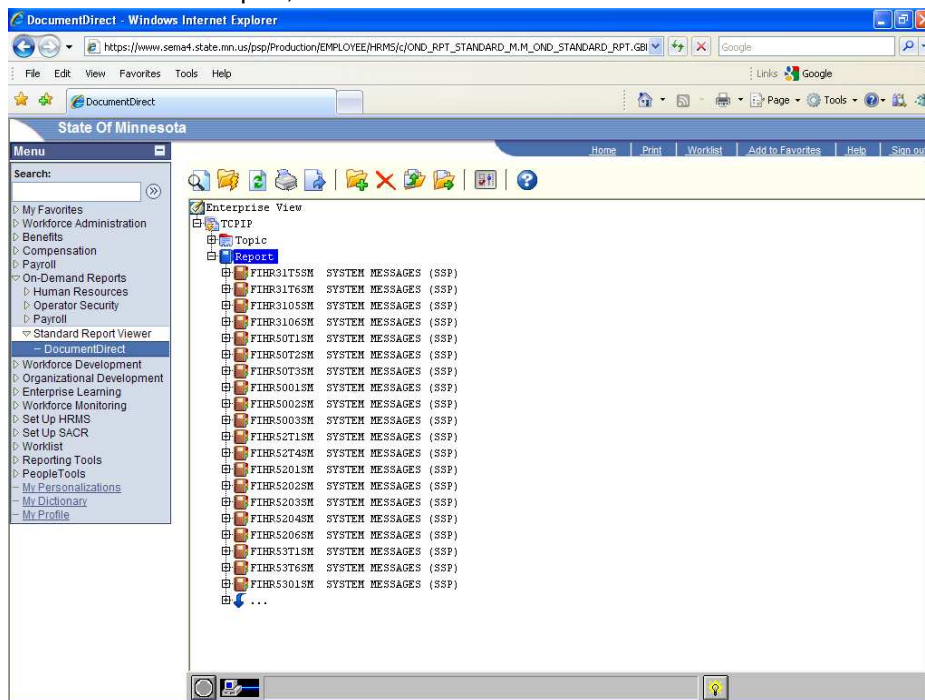 DocumentDirect - Windows Internet Explorer
https://www.sema4.state.mn.us/psp/Production/EMPLOYEE/HRMS/c/OND_RPT_STANDARD_M.M_OND_STANDARD_RPT.GBl
Google
File Edit View Favorites Tools Help
Links Google
DocumentDirect
Page Tools
State Of Minnesota
Menu
Home Print Worklist Add to Favorites Help Sign out
Search:
My Favorites
Workforce Administration
Benefits
Compensation
Payroll
On-Demand Reports
Human Resources
Operator Security
Payroll
Standard Report Viewer
– DocumentDirect
Workforce Development
Organizational Development
Enterprise Learning
Workforce Monitoring
Set Up HRMS
Set Up SACR
Worklist
Reporting Tools
PeopleTools
– My Personalizations
– My Dictionary
– My Profile
Enterprise View
TCPIP
Topic
Report
FIHR31T5SM SYSTEM MESSAGES (SSP)
FIHR31T6SM SYSTEM MESSAGES (SSP)
FIHR3105SM SYSTEM MESSAGES (SSP)
FIHR3106SM SYSTEM MESSAGES (SSP)
FIHR50T1SM SYSTEM MESSAGES (SSP)
FIHR50T2SM SYSTEM MESSAGES (SSP)
FIHR50T3SM SYSTEM MESSAGES (SSP)
FIHR5001SM SYSTEM MESSAGES (SSP)
FIHR5002SM SYSTEM MESSAGES (SSP)
FIHR5003SM SYSTEM MESSAGES (SSP)
FIHR52T1SM SYSTEM MESSAGES (SSP)
FIHR52T4SM SYSTEM MESSAGES (SSP)
FIHR5201SM SYSTEM MESSAGES (SSP)
FIHR5202SM SYSTEM MESSAGES (SSP)
FIHR5203SM SYSTEM MESSAGES (SSP)
FIHR5204SM SYSTEM MESSAGES (SSP)
FIHR5206SM SYSTEM MESSAGES (SSP)
FIHR53T1SM SYSTEM MESSAGES (SSP)
FIHR53T6SM SYSTEM MESSAGES (SSP)
FIHR5301SM SYSTEM MESSAGES (SSP)
...